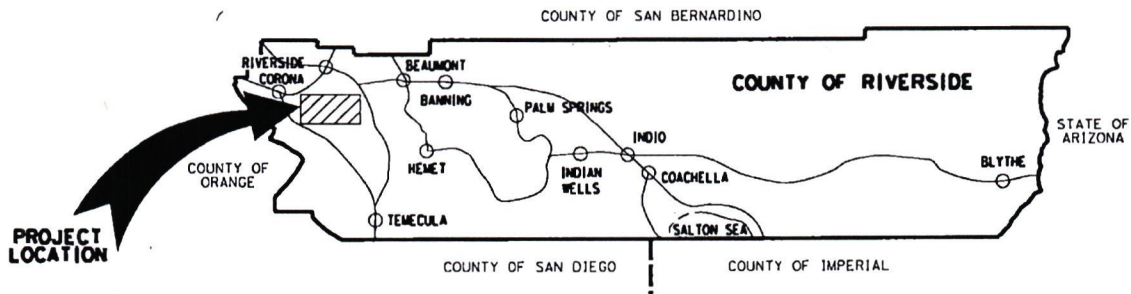 COUNTY OF SAN BERNARDINO
RIVERSIDE
CORONA
BEAUMONT
BANNING
PALM SPRINGS
COUNTY OF RIVERSIDE
STATE OF
ARIZONA
COUNTY OF
ORANGE
HEMET
INDIAN
WELLS
INDIO
COACHELLA
BLYTHE
TEMECULA
SALTON SEA
PROJECT
LOCATION
COUNTY OF SAN DIEGO
COUNTY OF IMPERIAL